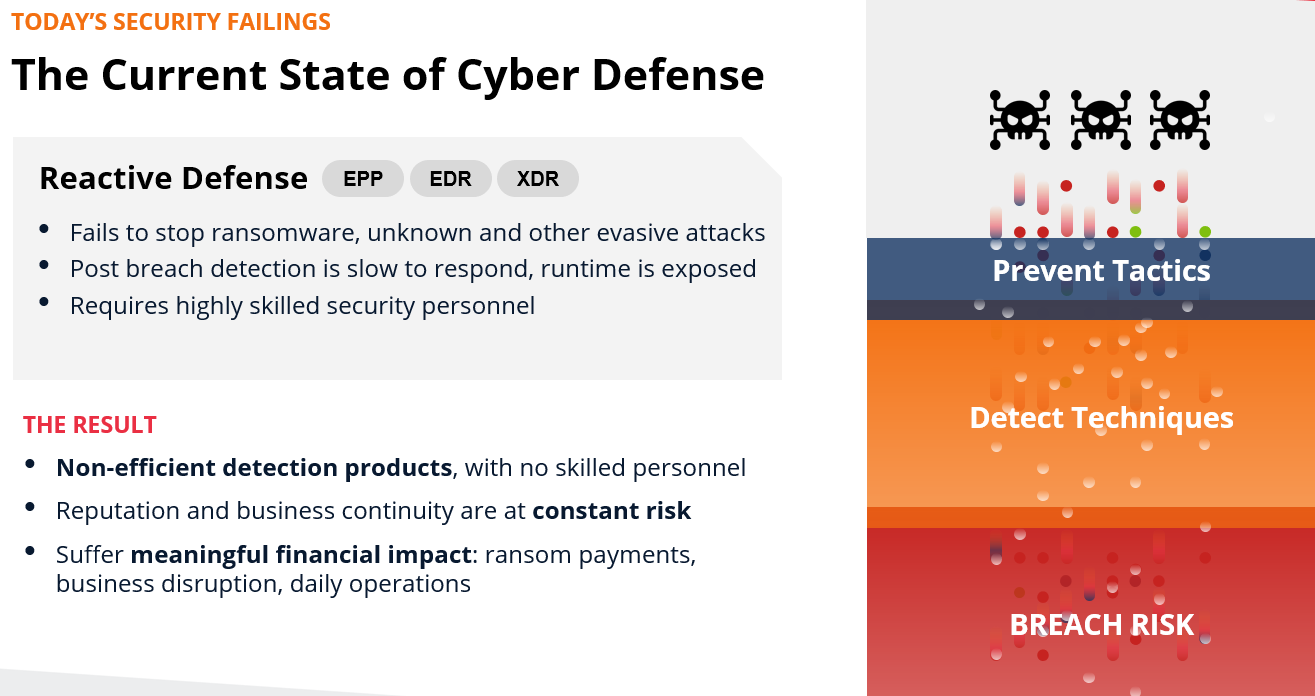 TODAY’S SECURITY FAILINGS
The Current State of Cyber Defense
Reactive Defense EPP EDR XDR
• Fails to stop ransomware, unknown and other evasive attacks
• Post breach detection is slow to respond, runtime is exposed
• Requires highly skilled security personnel
THE RESULT
• Non-efficient detection products, with no skilled personnel
• Reputation and business continuity are at constant risk
• Suffer meaningful financial impact: ransom payments,
business disruption, daily operations
Prevent Tactics
Detect Techniques
BREACH RISK